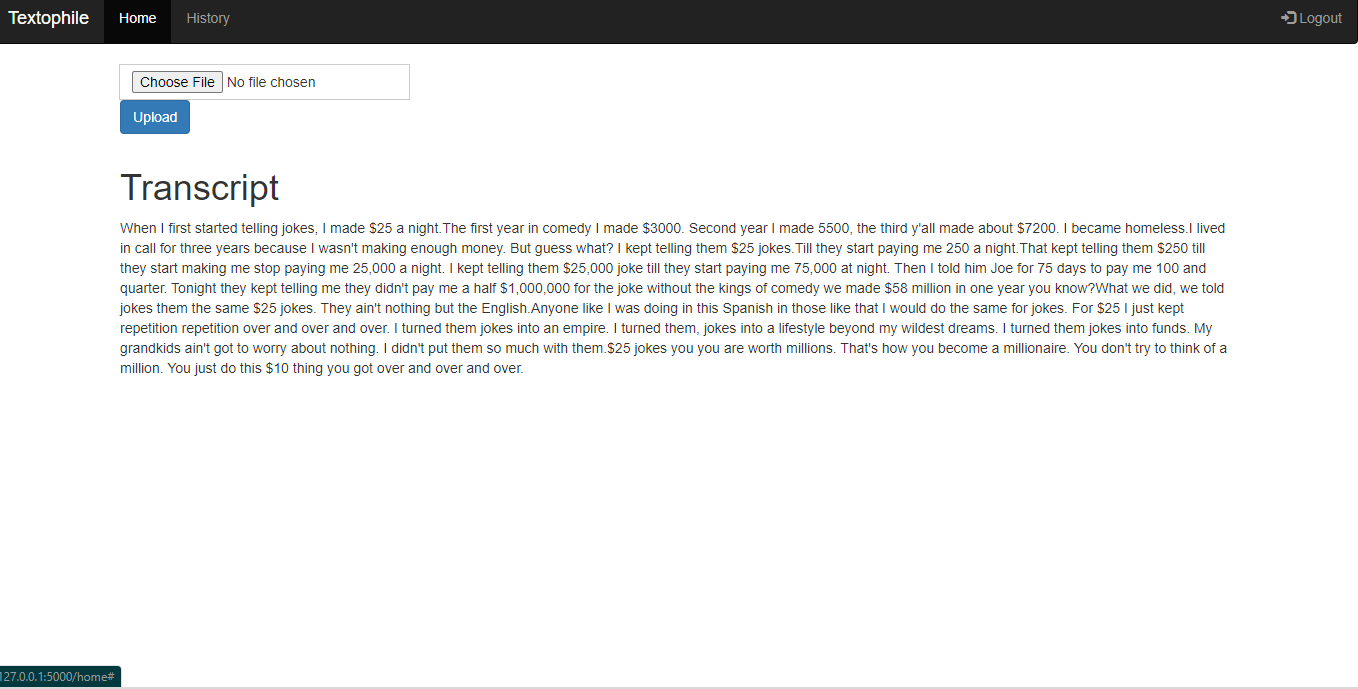 Textophile Home History Logout
Choose File No file chosen
Upload
Transcript
When I first started telling jokes, I made $25 a night.The first year in comedy I made $3000. Second year I made 5500, the third y'all made about $7200. I became homeless.I lived
in call for three years because I wasn't making enough money. But guess what? I kept telling them $25 jokes.Till they start paying me 250 a night.That kept telling them $250 till
they start making me stop paying me 25,000 a night. I kept telling them $25,000 joke till they start paying me 75,000 at night. Then I told him Joe for 75 days to pay me 100 and
quarter. Tonight they kept telling me they didn't pay me a half $1,000,000 for the joke without the kings of comedy we made $58 million in one year you know?What we did, we told
jokes them the same $25 jokes. They ain't nothing but the English.Anyone like I was doing in this Spanish in those like that I would do the same for jokes. For $25 I just kept
repetition repetition over and over and over. I turned them jokes into an empire. I turned them, jokes into a lifestyle beyond my wildest dreams. I turned them jokes into funds. My
grandkids ain't got to worry about nothing. I didn't put them so much with them.$25 jokes you you are worth millions. That's how you become a millionaire. You don't try to think of a
million. You just do this $10 thing you got over and over and over.
127.0.0.1:5000/home#